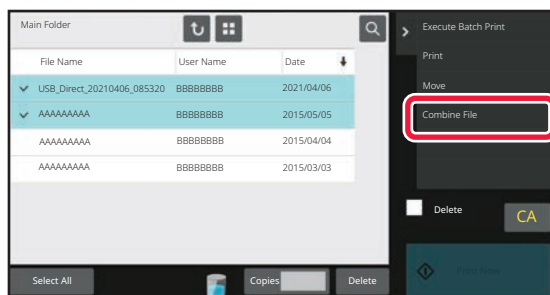 Main Folder
File Name User Name Date
USB_Direct_20210406_085320 BBBBBBBB 2021/04/06
AAAAAAAAA BBBBBBBB 2015/05/05
AAAAAAAAA BBBBBBBB 2015/04/04
AAAAAAAAA BBBBBBBB 2015/03/03
Select All Copies Delete
Execute Batch Print
Print
Move
Combine File
Delete
CA
Print Now